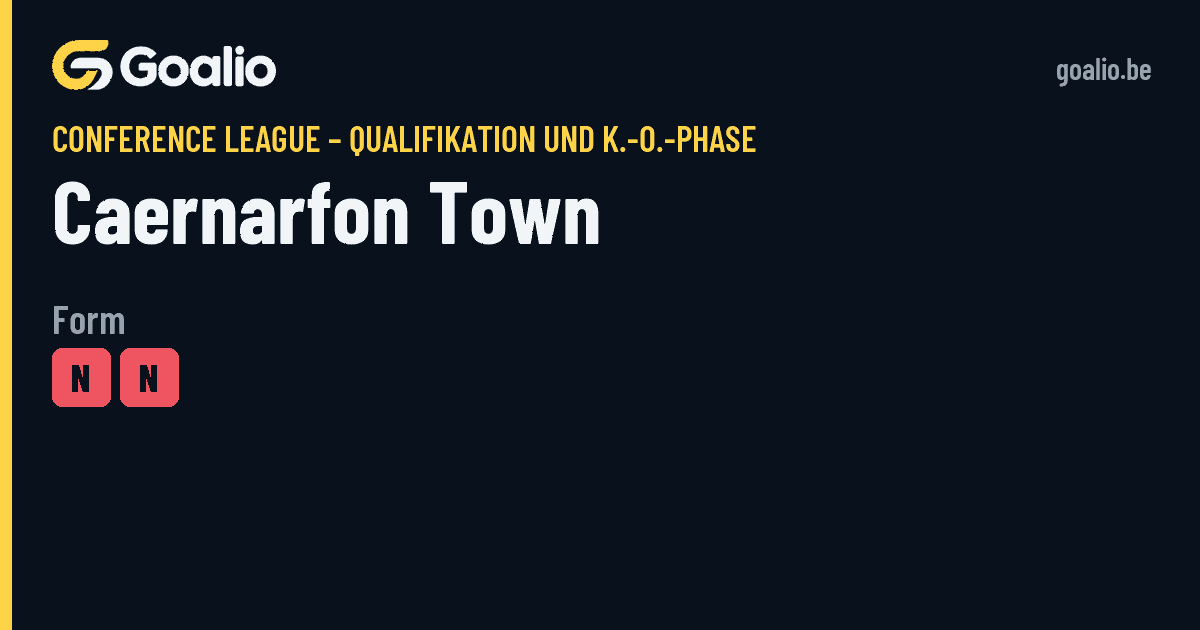 Goalio
goalio.be
CONFERENCE LEAGUE – QUALIFIKATION UND K.-O.-PHASE
Caernarfon Town
Form
N N